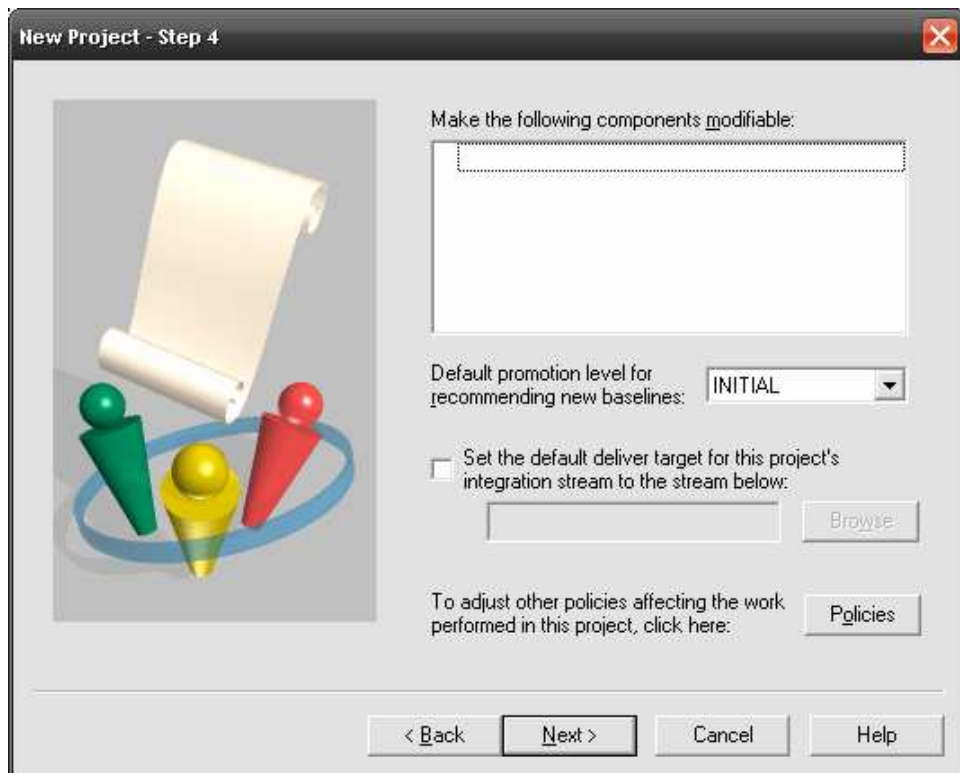 New Project - Step 4
Make the following components modifiable:
Default promotion level for
recommending new baselines:
INITIAL
Set the default deliver target for this project's
integration stream to the stream below:
Browse
To adjust other policies affecting the work
performed in this project, click here:
Policies
< Back
Next >
Cancel
Help